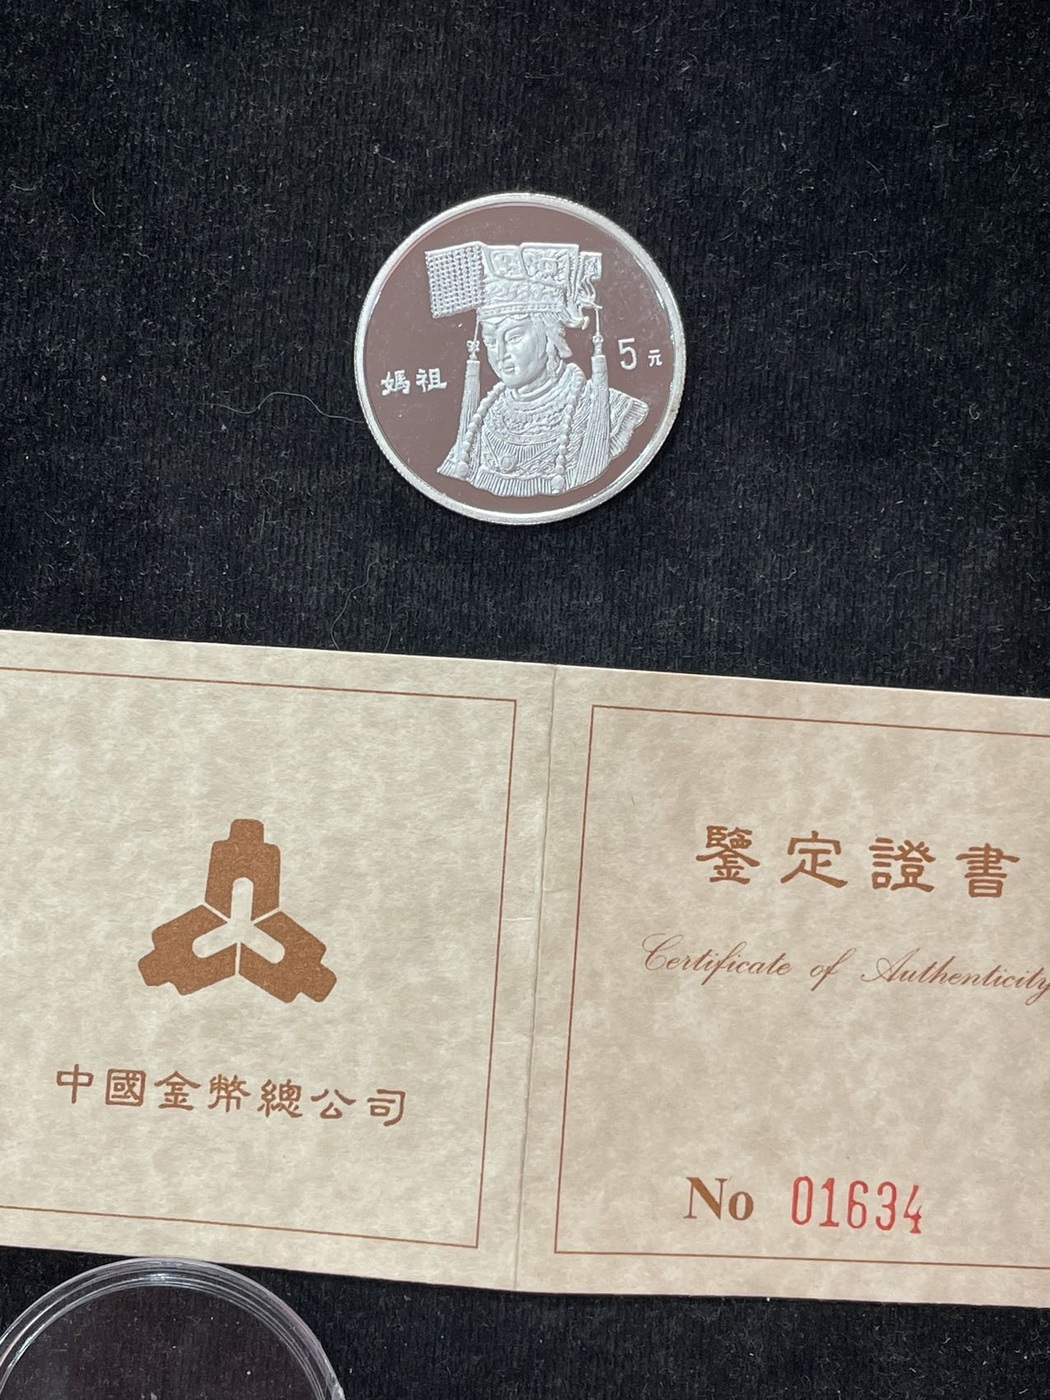 媽祖
5元
中國金幣總公司
鑒定證書
Certificate of Authenticity
No 01634